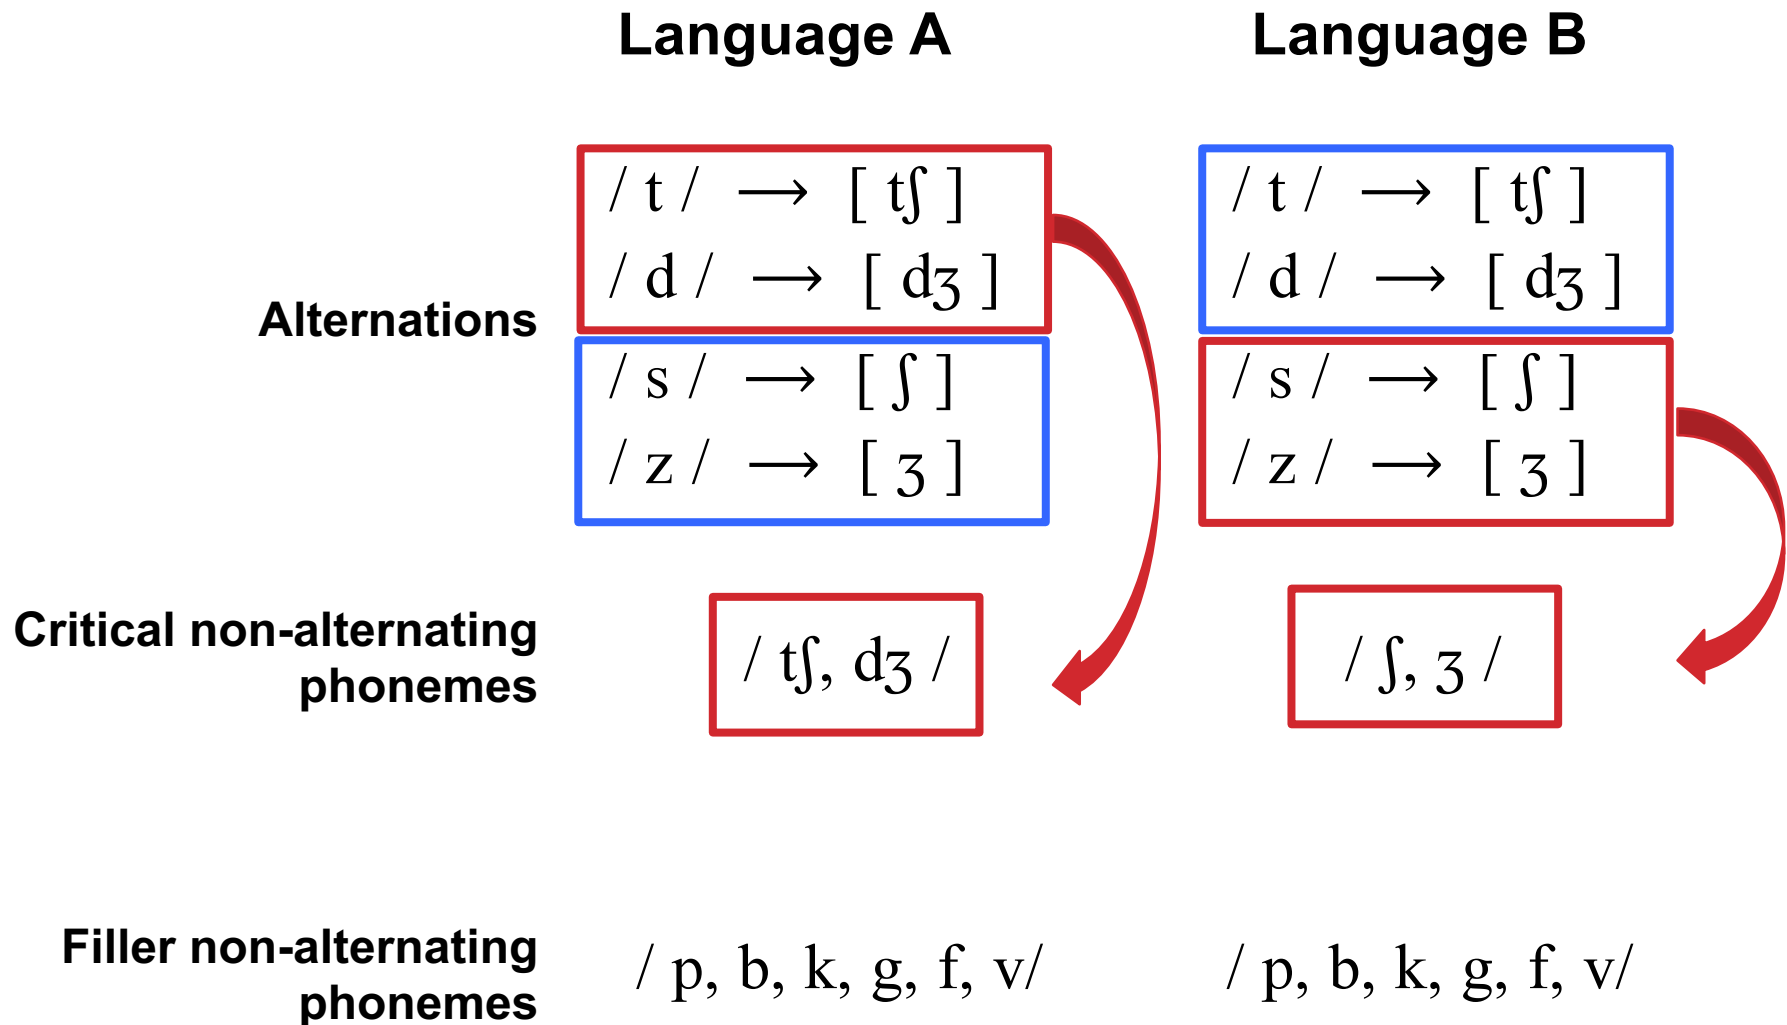 Language A Language B
/ t / ⟶ [ tʃ ] / t / ⟶ [ tʃ ]
/ d / ⟶ [ dʒ ] / d / ⟶ [ dʒ ]
Alternations
/ s / ⟶ [ ʃ ] / s / ⟶ [ ʃ ]
/ z / ⟶ [ ʒ ] / z / ⟶ [ ʒ ]
Critical non-alternating
phonemes
/ tʃ, dʒ / / ʃ, ʒ /
Filler non-alternating
phonemes
/ p, b, k, g, f, v/ / p, b, k, g, f, v/